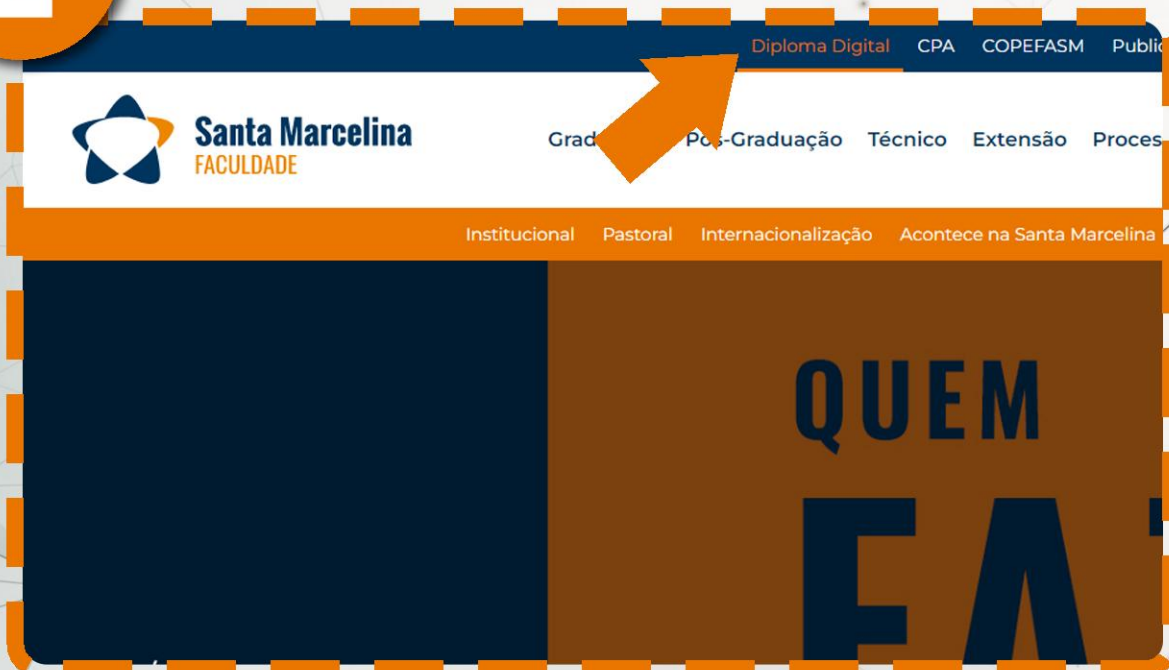 Diploma Digital CPA COPEFASM
Santa Marcelina
FACULDADE
Pós-Graduação Técnico Extensão
Institucional Pastoral Internacionalização Acontece na Santa Marcelina
QUEM